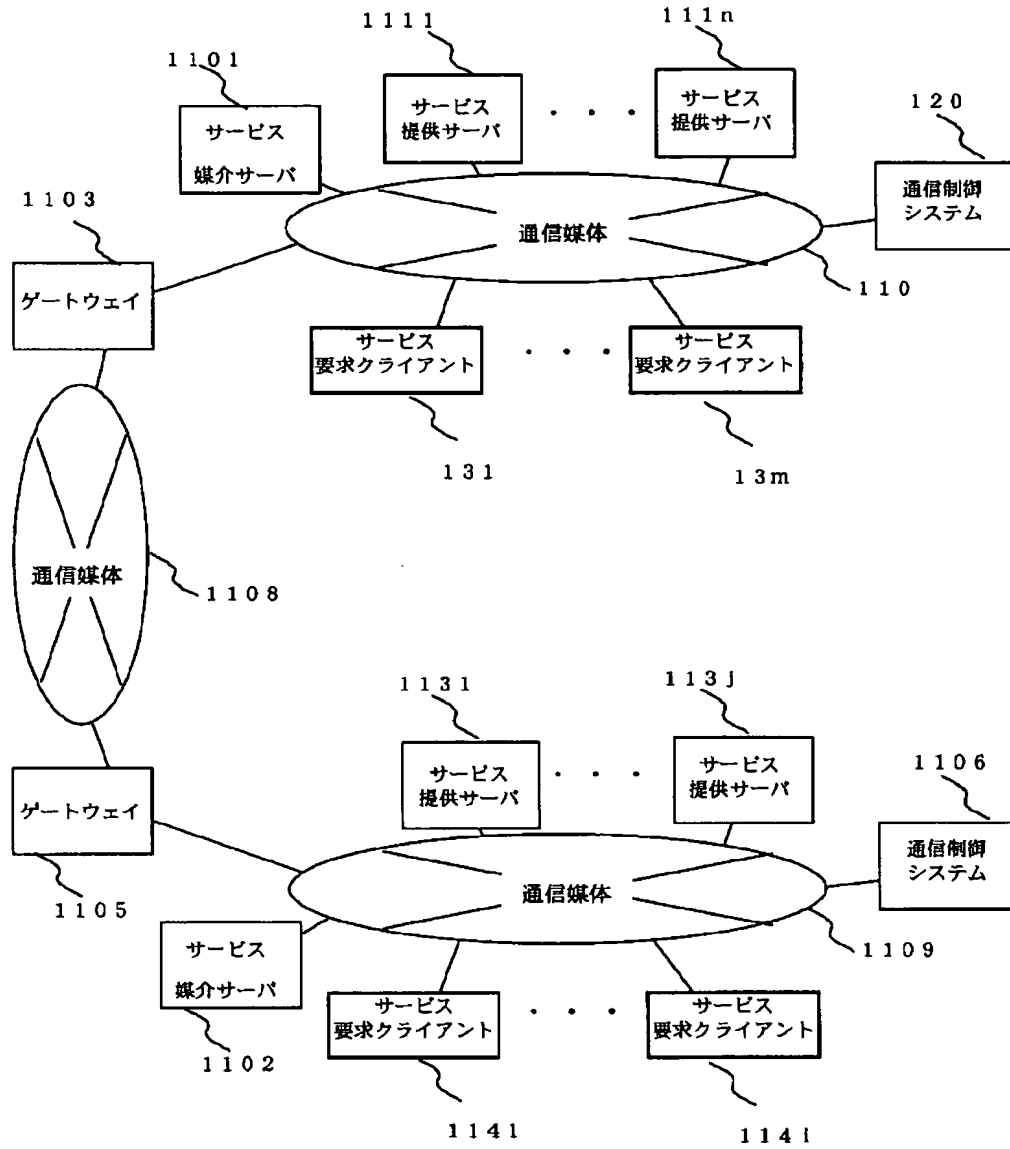 1111
111n
1101
サービス
提供サーバ
・・・
サービス
提供サーバ
120
サービス
媒介サーバ
通信制御
システム
1103
通信媒体
ゲートウェイ
110
サービス
要求クライアント
・・・
サービス
要求クライアント
131
13m
通信媒体
1108
1131
113j
1106
サービス
提供サーバ
・・・
サービス
提供サーバ
ゲートウェイ
通信制御
システム
通信媒体
1105
1109
サービス
媒介サーバ
サービス
要求クライアント
・・・
サービス
要求クライアント
1102
1141
114i